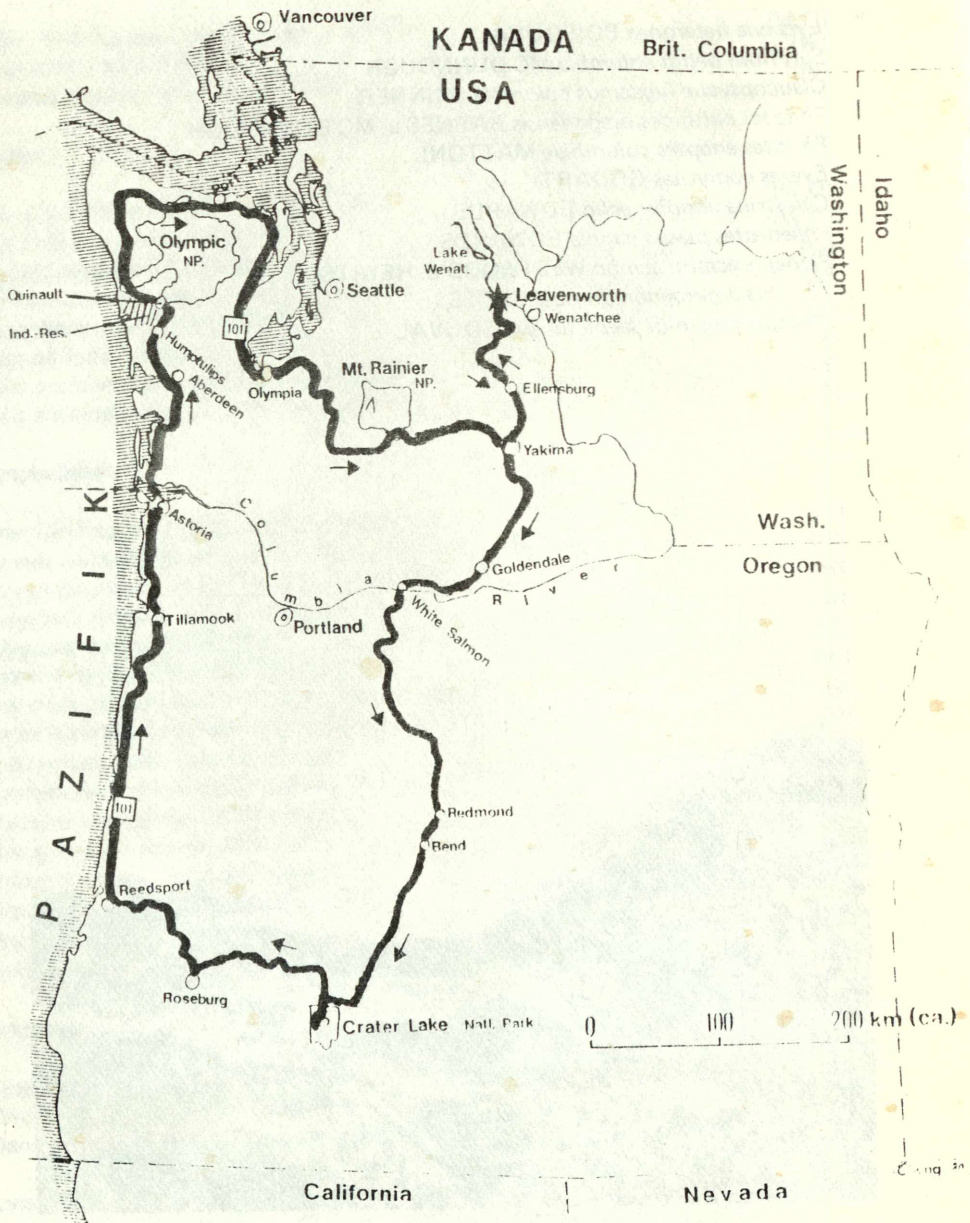 Vancouver
KANADA
Brit. Columbia
USA
Port Angeles
Olympic
NP.
Washington
Idaho
Lake
Wenat.
Leavenworth
Wenatchee
Seattle
Quinault
Ind.-Res.
101
Humptulips
Aberdeen
Olympia
Mt. Rainier
NP.
Ellensburg
Yakima
Columbia River
Astoria
Wash.
Oregon
Goldendale
White Salmon
Portland
Tillamook
PAZIFIK
101
Redmond
Bend
Reedsport
Roseburg
Crater Lake Natl. Park
0 100 200 km (ca.)
California
Nevada